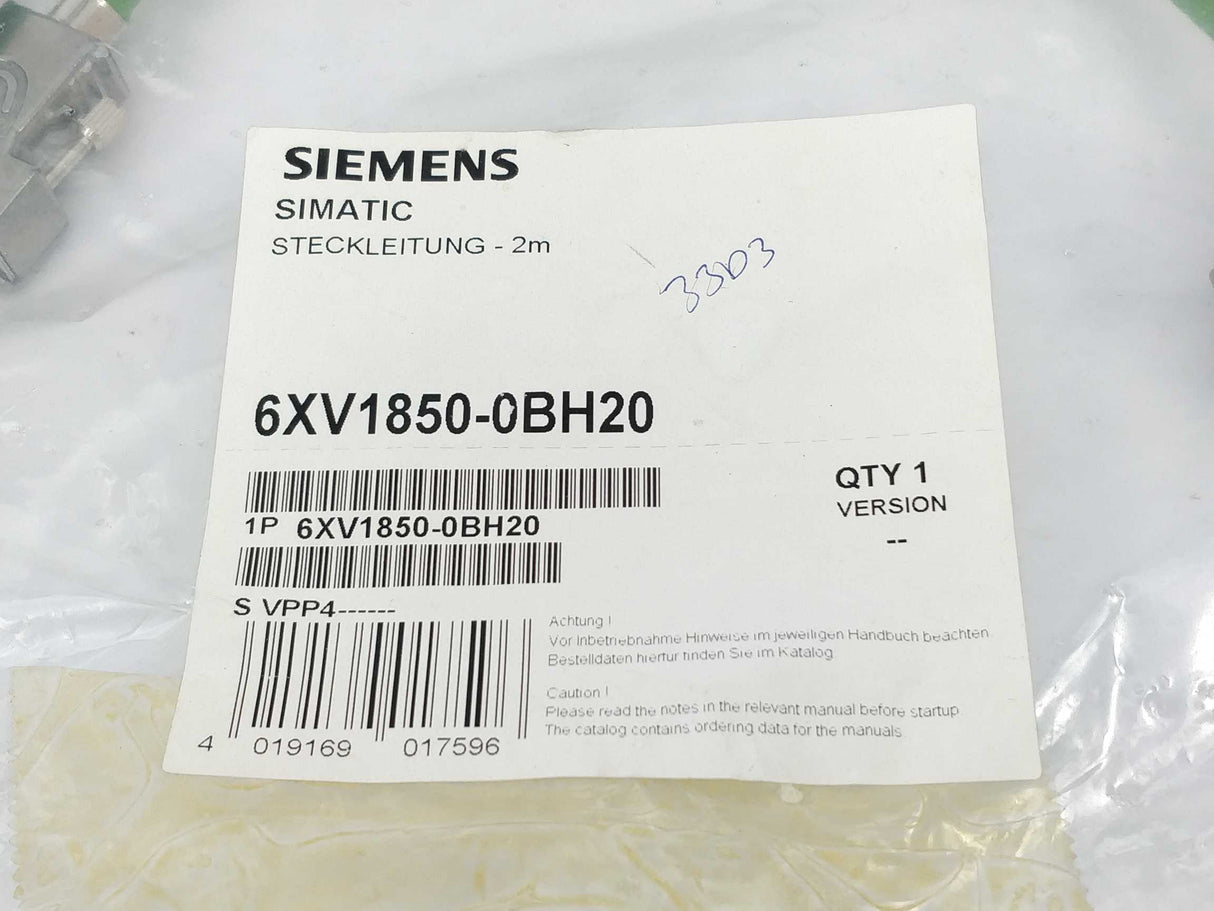 SIEMENS
SIMATIC
STECKLEITUNG - 2m
33D3
6XV1850-0BH20
QTY 1
VERSION
--
1P 6XV1850-0BH20
S VPP4------
Achtung !
Vor Inbetriebnahme Hinweise im jeweiligen Handbuch beachten.
Bestelldaten hierfur finden Sie im Katalog.
Caution !
Please read the notes in the relevant manual before startup.
The catalog contains ordering data for the manuals.
4 019169 017596